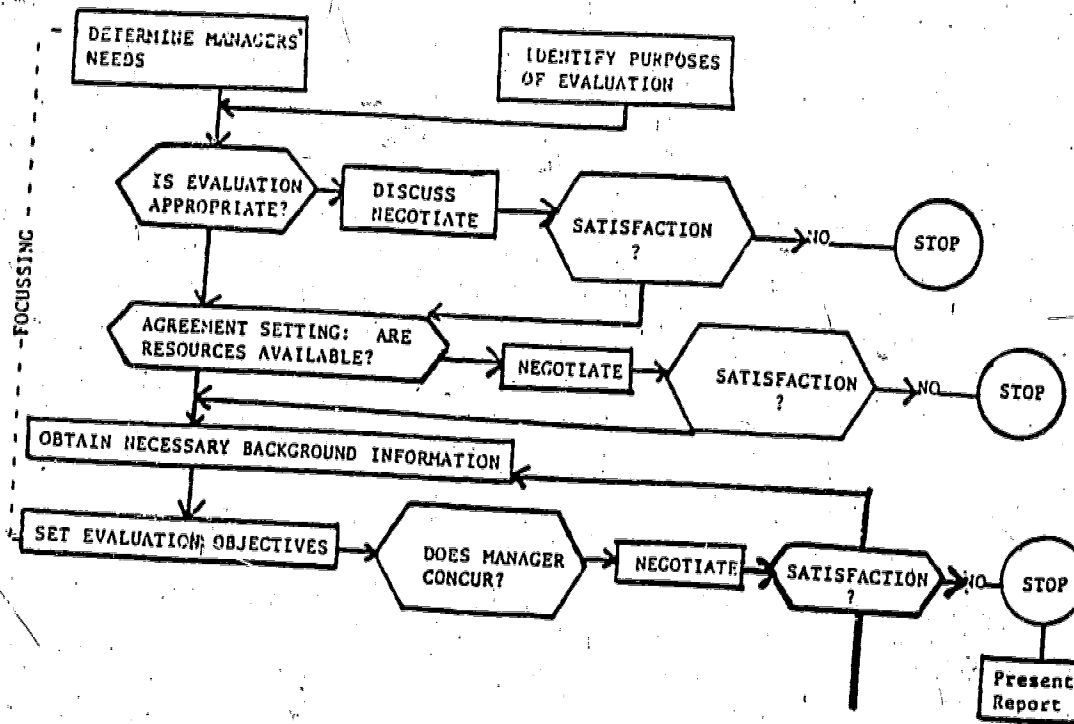 DETERMINE MANAGERS'
NEEDS
IDENTIFY PURPOSES
OF EVALUATION
IS EVALUATION
APPROPRIATE?
DISCUSS
NEGOTIATE
SATISFACTION
?
NO
STOP
FOCUSSING
AGREEMENT SETTING: ARE
RESOURCES AVAILABLE?
NEGOTIATE
SATISFACTION
?
NO
STOP
OBTAIN NECESSARY BACKGROUND INFORMATION
SET EVALUATION OBJECTIVES
DOES MANAGER
CONCUR?
NEGOTIATE
SATISFACTION
?
NO
STOP
Present
Report